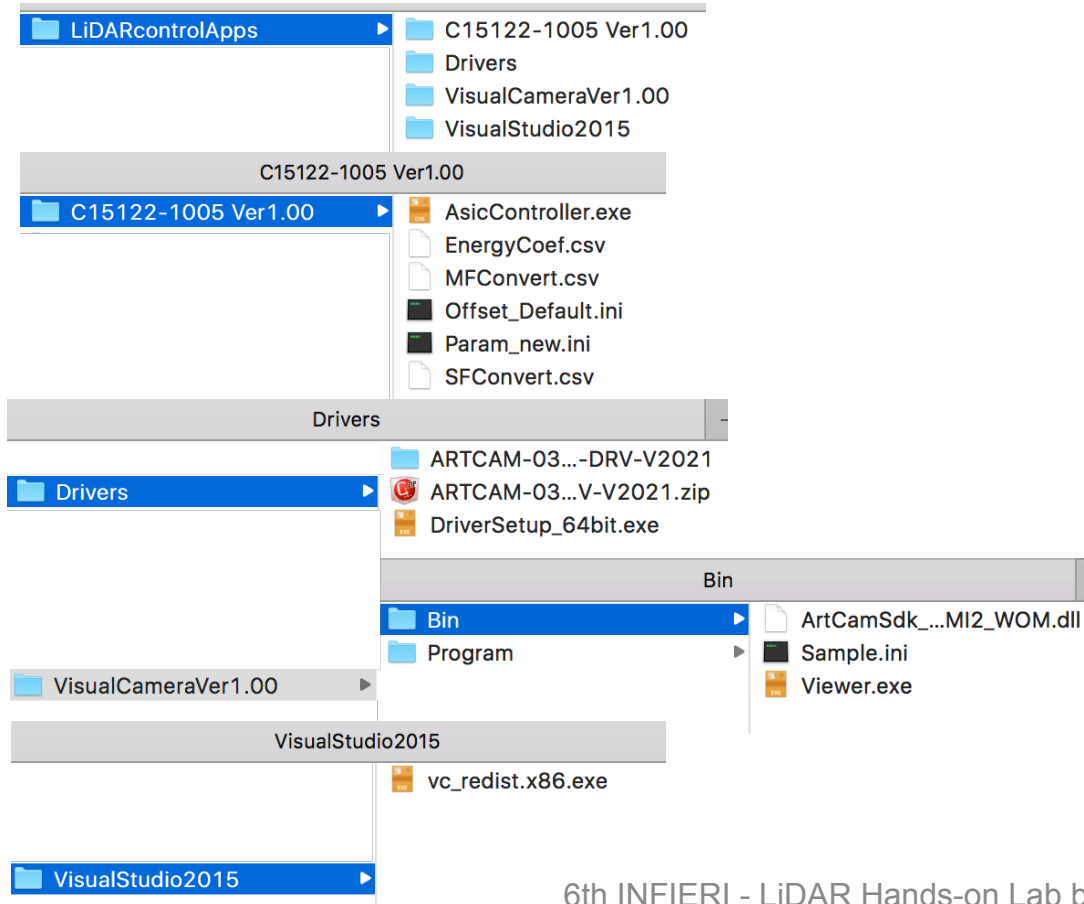 LiDARcontrolApps
C15122-1005 Ver1.00
Drivers
VisualCameraVer1.00
VisualStudio2015
C15122-1005 Ver1.00
C15122-1005 Ver1.00
AsicController.exe
EnergyCoef.csv
MFConvert.csv
Offset_Default.ini
Param_new.ini
SFConvert.csv
Drivers
ARTCAM-03...-DRV-V2021
Drivers
ARTCAM-03...V-V2021.zip
DriverSetup_64bit.exe
Bin
Bin
ArtCamSdk_...MI2_WOM.dll
Program
Sample.ini
VisualCameraVer1.00
Viewer.exe
VisualStudio2015
vc_redist.x86.exe
VisualStudio2015
6th INFIERI - LiDAR Hands-on Lab b